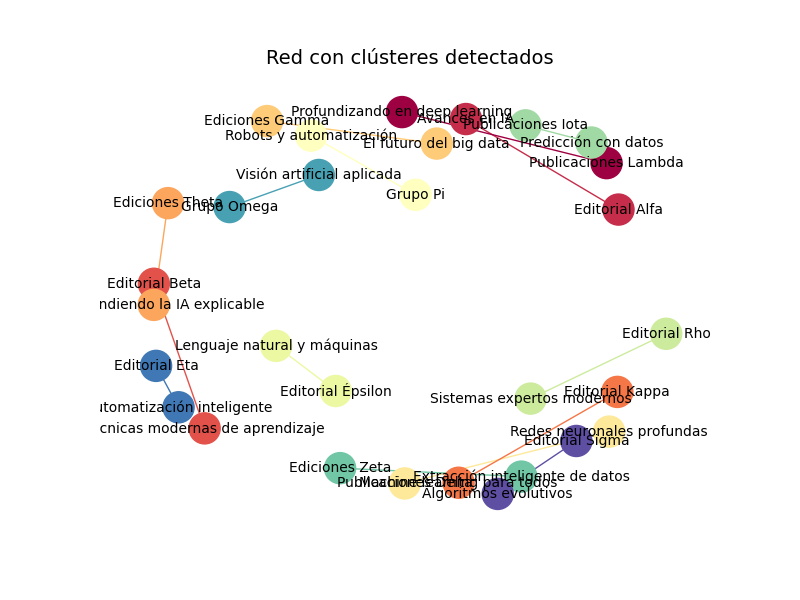 Red con clústeres detectados
Profundizando en deep learning
Avances en IA
Ediciones Gamma
Publicaciones Iota
Robots y automatización
El futuro del big data
Predicción con datos
Publicaciones Lambda
Visión artificial aplicada
Grupo Pi
Ediciones Theta
Grupo Omega
Editorial Alfa
Editorial Beta
ndiendo la IA explicable
Editorial Rho
Lenguaje natural y máquinas
Editorial Eta
Editorial Épsilon
Editorial Kappa
Sistemas expertos modernos
utomatización inteligente
cnicas modernas de aprendizaje
Redes neuronales profundas
Editorial Sigma
Ediciones Zeta
Extracción inteligente de datos
Publicaciones Delta
Machine learning para todos
Algoritmos evolutivos